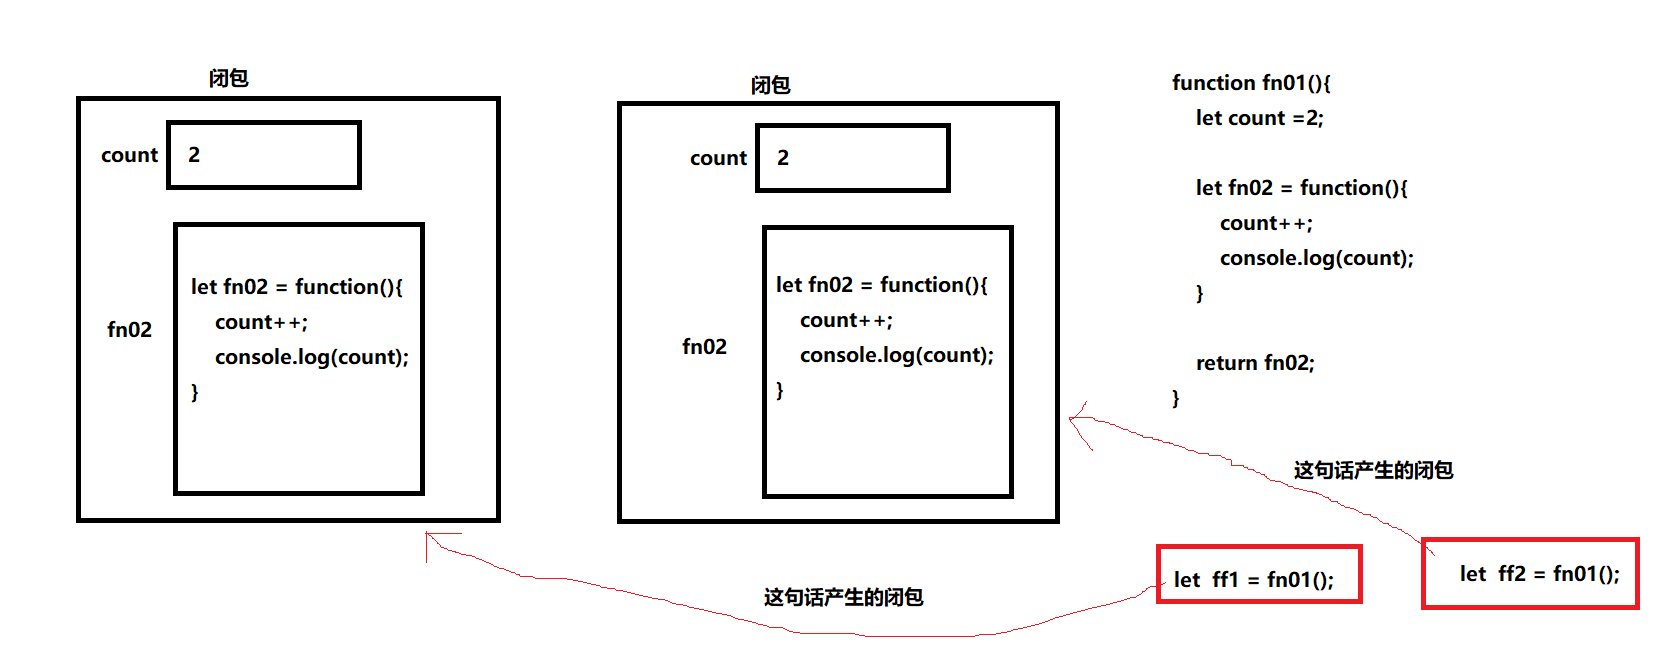 闭包
count
2
fn02
let fn02 = function(){
count++;
console.log(count);
}
闭包
count
2
fn02
let fn02 = function(){
count++;
console.log(count);
}
function fn01(){
let count =2;
let fn02 = function(){
count++;
console.log(count);
}
return fn02;
}
这句话产生的闭包
let ff2 = fn01();
let ff1 = fn01();
这句话产生的闭包